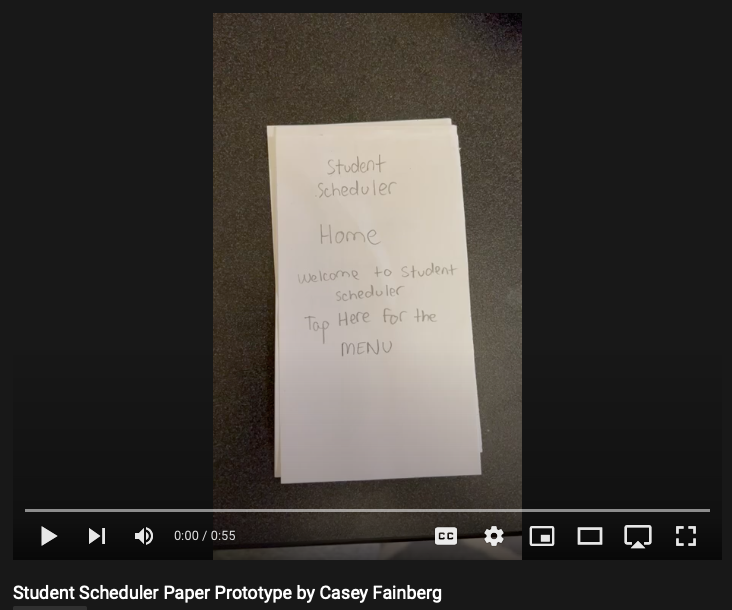 Student
Scheduler
Home
Welcome to Student
scheduler
Tap Here for the
MENU
0:00 / 0:55
CC
Student Scheduler Paper Prototype by Casey Fainberg